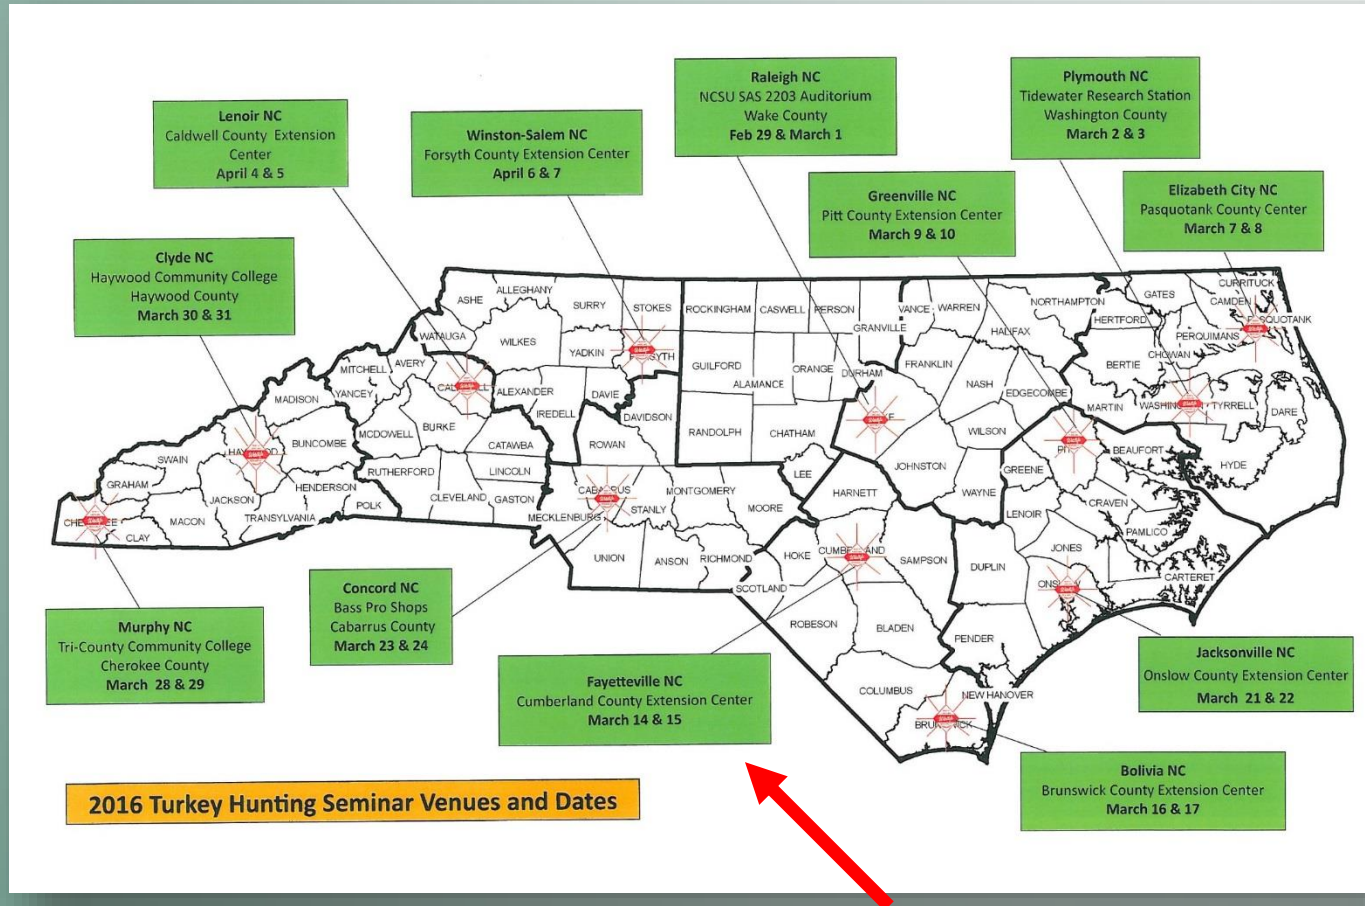 Raleigh NC
NCSU SAS 2203 Auditorium
Wake County
Feb 29 & March 1
Plymouth NC
Tidewater Research Station
Washington County
March 2 & 3
Lenoir NC
Caldwell County Extension
Center
April 4 & 5
Winston-Salem NC
Forsyth County Extension Center
April 6 & 7
Greenville NC
Pitt County Extension Center
March 9 & 10
Elizabeth City NC
Pasquotank County Center
March 7 & 8
Clyde NC
Haywood Community College
Haywood County
March 30 & 31
ASHE
ALLEGHANY
SURRY
STOKES
ROCKINGHAM
CASWELL
PERSON
GRANVILLE
VANCE
WARREN
NORTHAMPTON
GATES
CURRITUCK
CAMDEN
HERTFORD
PERQUIMANS
HALIFAX
WATAUGA
WILKES
YADKIN
CHOWAN
BERTIE
MITCHELL
AVERY
GUILFORD
ALAMANCE
ORANGE
DURHAM
FRANKLIN
NASH
EDGECOMBE
MARTIN
TYRRELL
DARE
MADISON
YANCEY
ALEXANDER
IREDELL
DAVIE
DAVIDSON
RANDOLPH
CHATHAM
WILSON
BEAUFORT
HYDE
SWAIN
BUNCOMBE
MCDOWELL
BURKE
CATAWBA
ROWAN
LEE
JOHNSTON
GREENE
GRAHAM
HENDERSON
RUTHERFORD
LINCOLN
CLEVELAND
GASTON
POLK
JACKSON
TRANSYLVANIA
MACON
CLAY
MECKLENBURG
STANLY
MONTGOMERY
MOORE
HARNETT
WAYNE
LENOIR
CRAVEN
PAMLICO
JONES
CARTERET
UNION
ANSON
RICHMOND
HOKE
SCOTLAND
SAMPSON
DUPLIN
ROBESON
BLADEN
PENDER
COLUMBUS
NEW HANOVER
Concord NC
Bass Pro Shops
Cabarrus County
March 23 & 24
Murphy NC
Tri-County Community College
Cherokee County
March 28 & 29
Fayetteville NC
Cumberland County Extension Center
March 14 & 15
Jacksonville NC
Onslow County Extension Center
March 21 & 22
Bolivia NC
Brunswick County Extension Center
March 16 & 17
2016 Turkey Hunting Seminar Venues and Dates